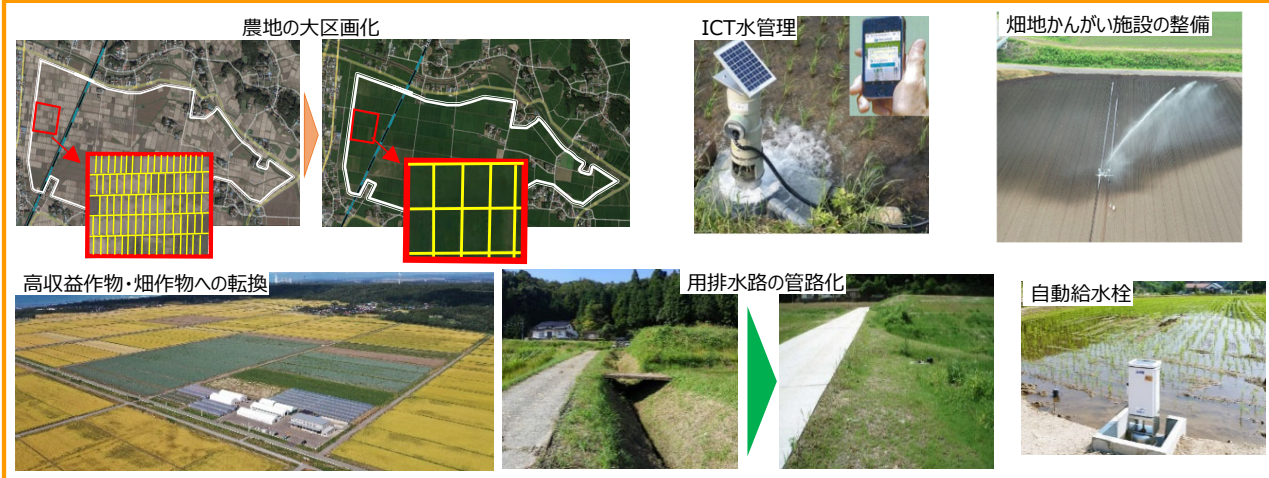 農地の大区画化
ICT水管理
畑地かんがい施設の整備
高収益作物・畑作物への転換
用排水路の管路化
自動給水栓